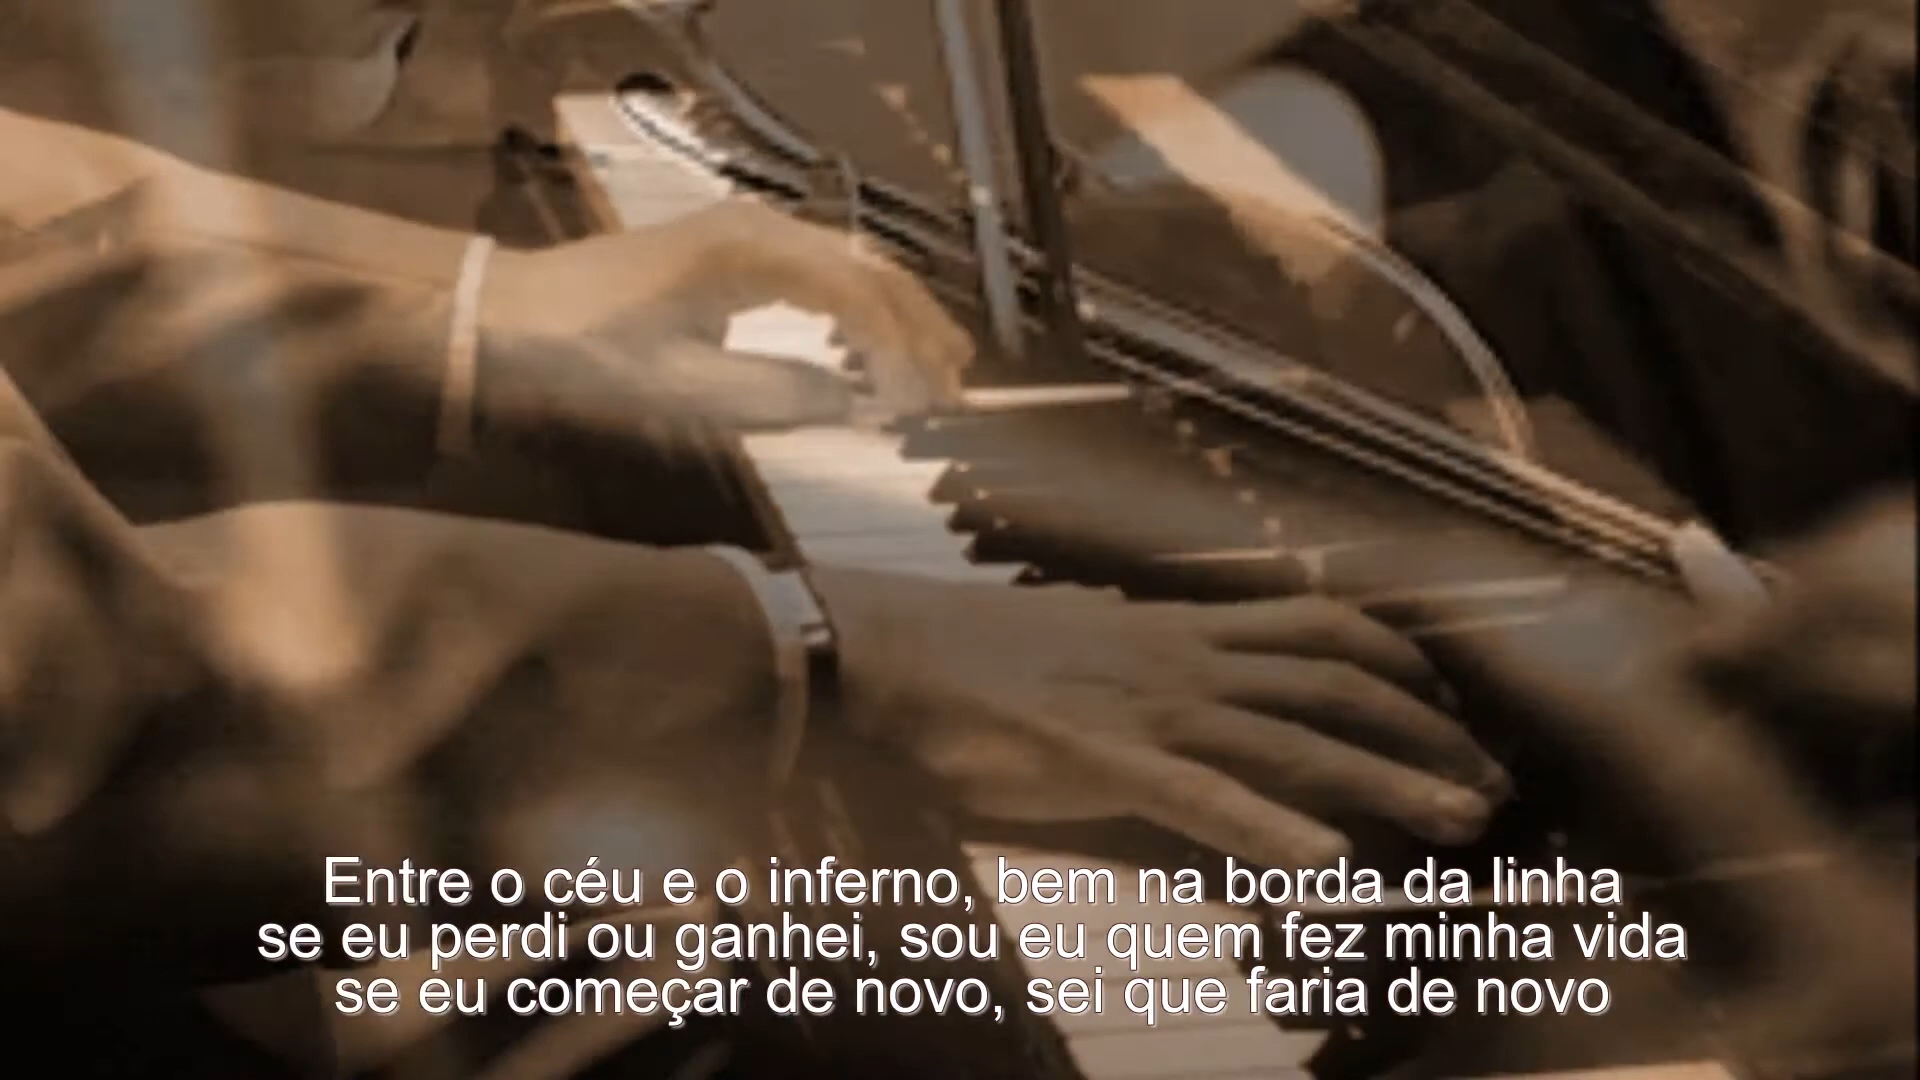 Entre o céu e o inferno, bem na borda da linha
se eu perdi ou ganhei, sou eu quem fez minha vida
se eu começar de novo, sei que faria de novo